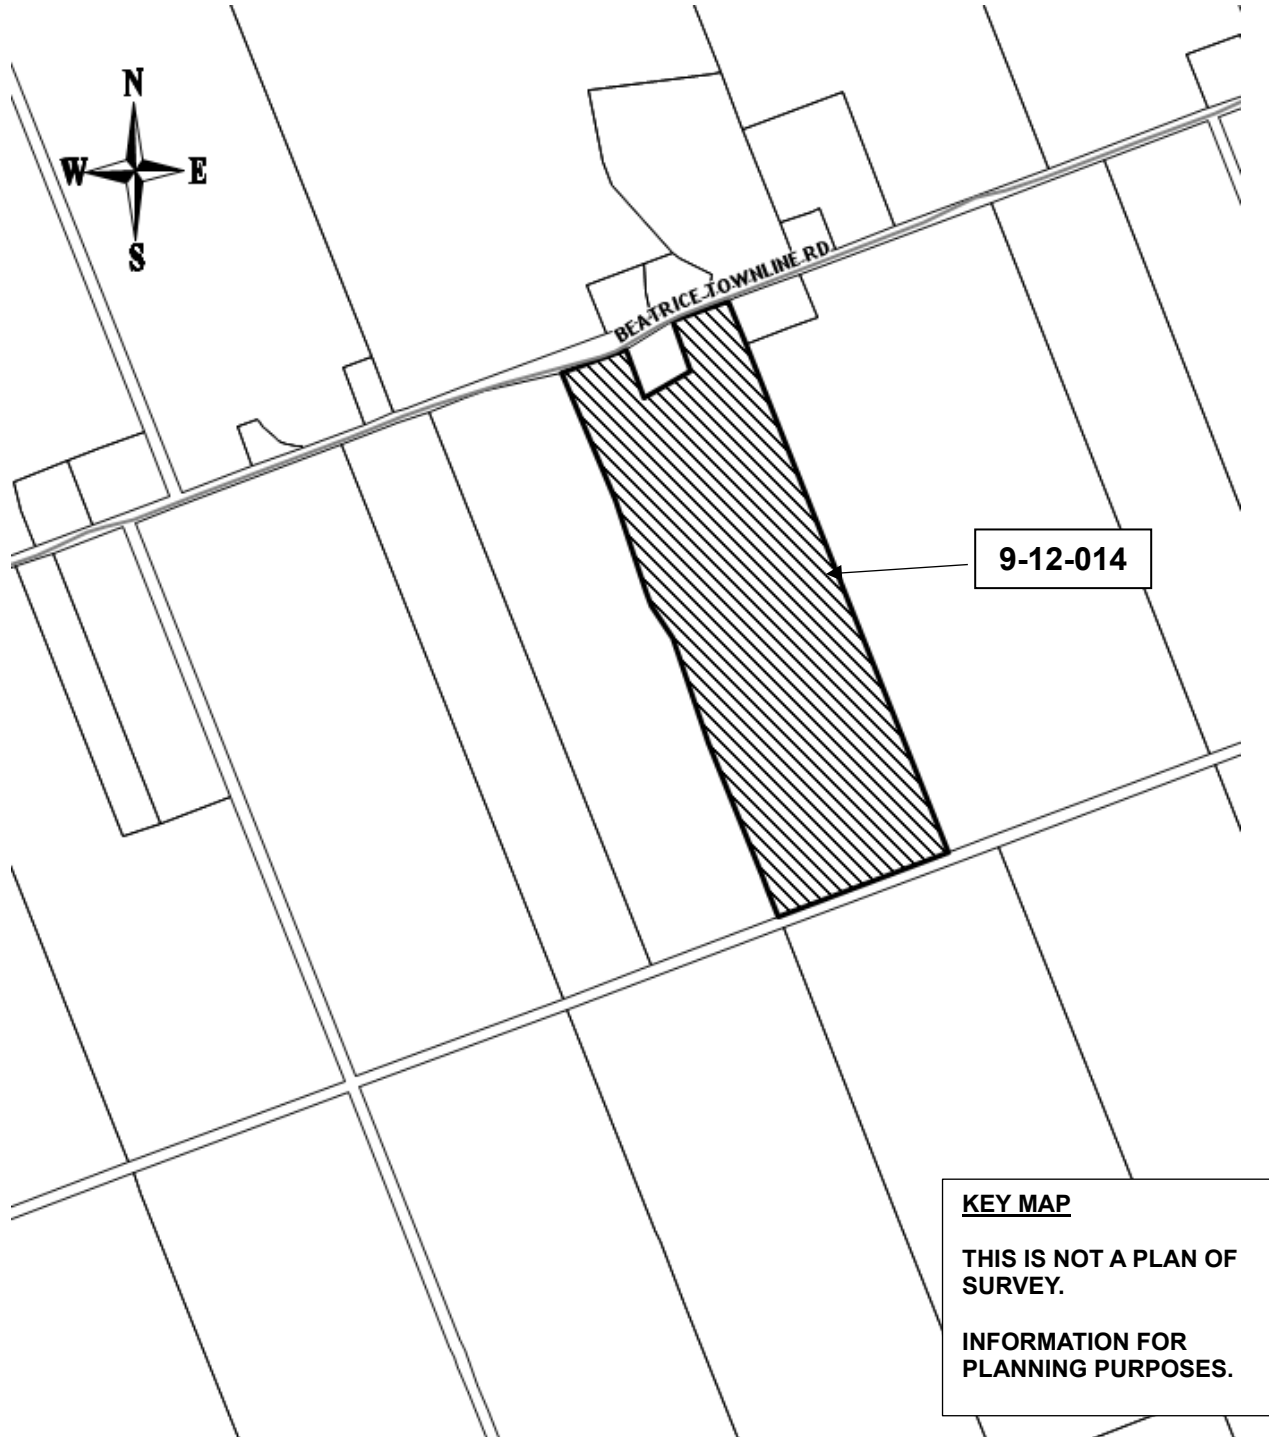 N
W E
S
BEATRICE TOWNLINE RD
9-12-014
KEY MAP
THIS IS NOT A PLAN OF
SURVEY.
INFORMATION FOR
PLANNING PURPOSES.